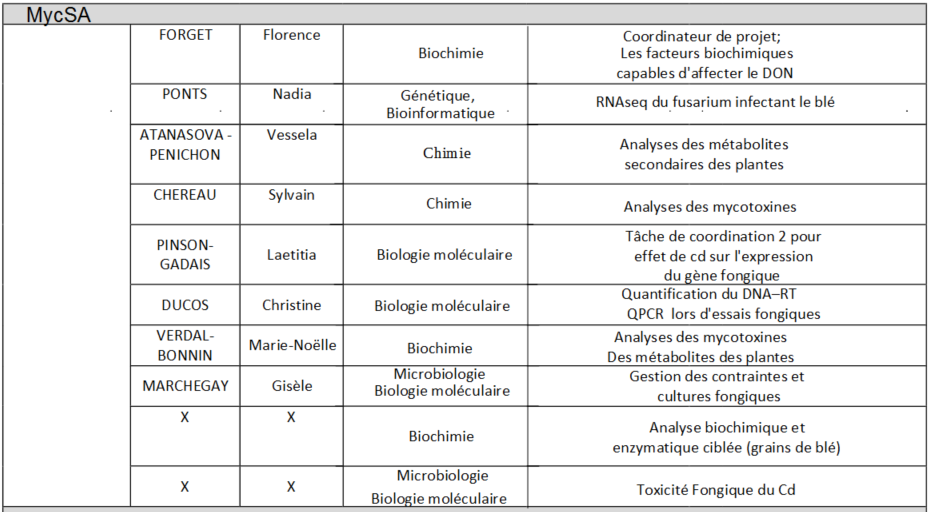 MycSA
FORGET Florence Biochimie Coordinateur de projet;
Les facteurs biochimiques
capables d'affecter le DON
PONTS Nadia Génétique,
Bioinformatique RNAseq du fusarium infectant le blé
ATANASOVA -
PENICHON Vessela Chimie Analyses des métabolites
secondaires des plantes
CHEREAU Sylvain Chimie Analyses des mycotoxines
PINSON-
GADAIS Laetitia Biologie moléculaire Tâche de coordination 2 pour
effet de cd sur l'expression
du gène fongique
DUCOS Christine Biologie moléculaire Quantification du DNA–RT
QPCR lors d'essais fongiques
VERDAL-
BONNIN Marie-Noëlle Biochimie Analyses des mycotoxines
Des métabolites des plantes
MARCHEGAY Gisèle Microbiologie
Biologie moléculaire Gestion des contraintes et
cultures fongiques
X X Biochimie Analyse biochimique et
enzymatique ciblée (grains de blé)
X X Microbiologie
Biologie moléculaire Toxicité Fongique du Cd